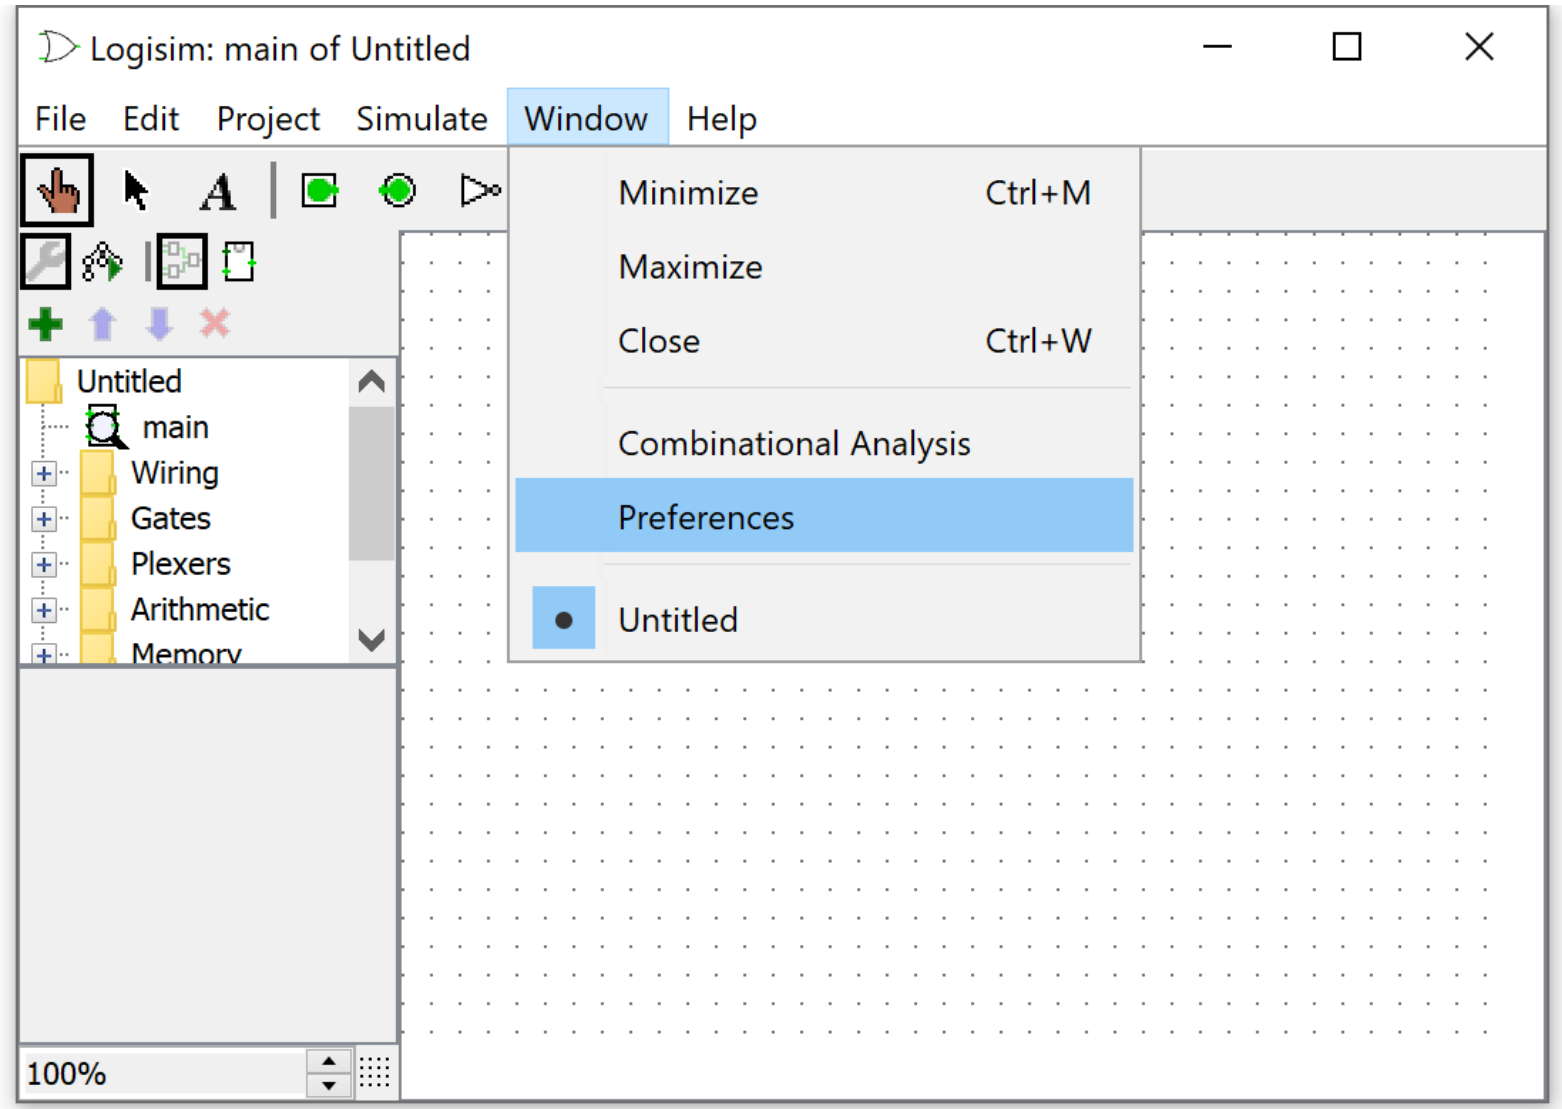 Logisim: main of Untitled
File Edit Project Simulate Window Help
A
Minimize Ctrl+M
Maximize
Close Ctrl+W
Combinational Analysis
Preferences
Untitled
Untitled
main
Wiring
Gates
Plexers
Arithmetic
Memory
100%